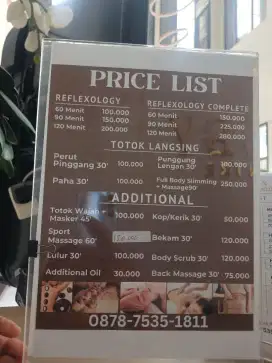 PRICE LIST
REFLEXOLOGY
60 Menit 100.000
90 Menit 150.000
120 Menit 200.000
REFLEXOLOGY COMPLETE
60 Menit 150.000
90 Menit 225.000
120 Menit 280.000
TOTOK LANGSING
Perut
Pinggang 30' 100.000
Punggung
Lengan 30' 100.000
Paha 30' 100.000
Full Body Slimming
+ Massage90' 250.000
ADDITIONAL
Totok Wajah +
Masker 45' 100.000
Kop/Kerik 30' 50.000
Sport
Massage 60'
Bekam 30' 120.000
Lulur 30' 100.000
Body Scrub 30' 120.000
Additional Oil 30.000
Back Massage 30' 75.000
0878-7535-1811